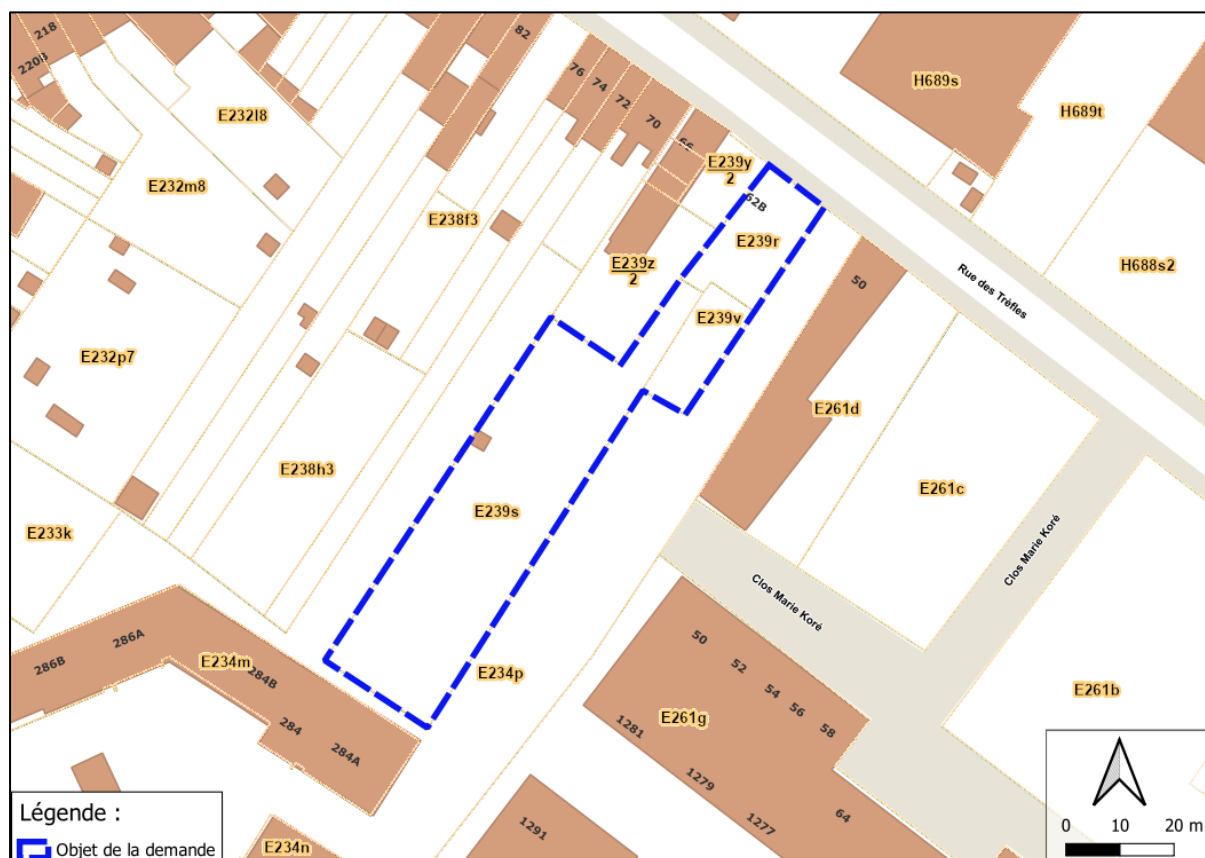 218
220B
82
H689s
76
74
72
70
66
E232l8
H689t
E239y
2
62B
E232m8
E238f3
E239r
H688s2
E239z
2
50
Rue des Trèfles
E239v
E232p7
E261d
E238h3
E261c
E239s
E233k
Clos Marie Koré
Clos Marie Koré
286A
286B
E234m
284B
E234p
284
284A
50
52
54
56
58
E261b
E261g
1281
1279
1277
64
1291
E234n
Légende :
Objet de la demande
0 10 20 m